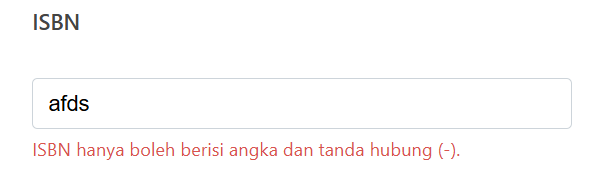 ISBN
afds
ISBN hanya boleh berisi angka dan tanda hubung (-).